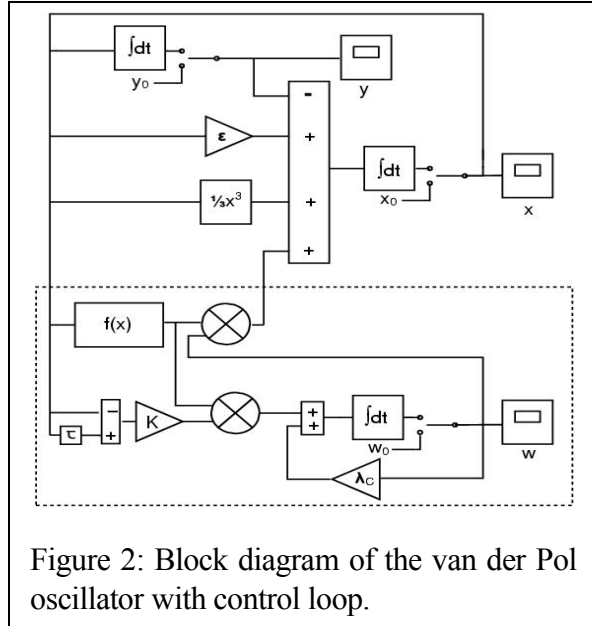 ∫dt
y₀
y
-
ε
+
∫dt
⅓x³
+
x₀
x
+
f(x)
−
+
τ
K
+
+
∫dt
w₀
w
λC
Figure 2: Block diagram of the van der Pol
oscillator with control loop.